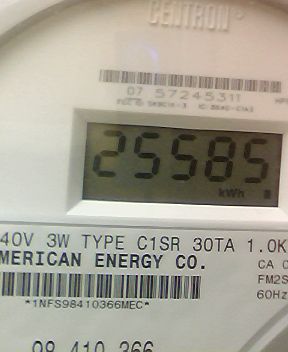 CENTRON®
07 57245311
25585
kWh
40V 3W TYPE C1SR 30TA 1.0K
MERICAN ENERGY CO.
CA 0
FM2S
60Hz
*1NFS98410366MEC*
98 410 366